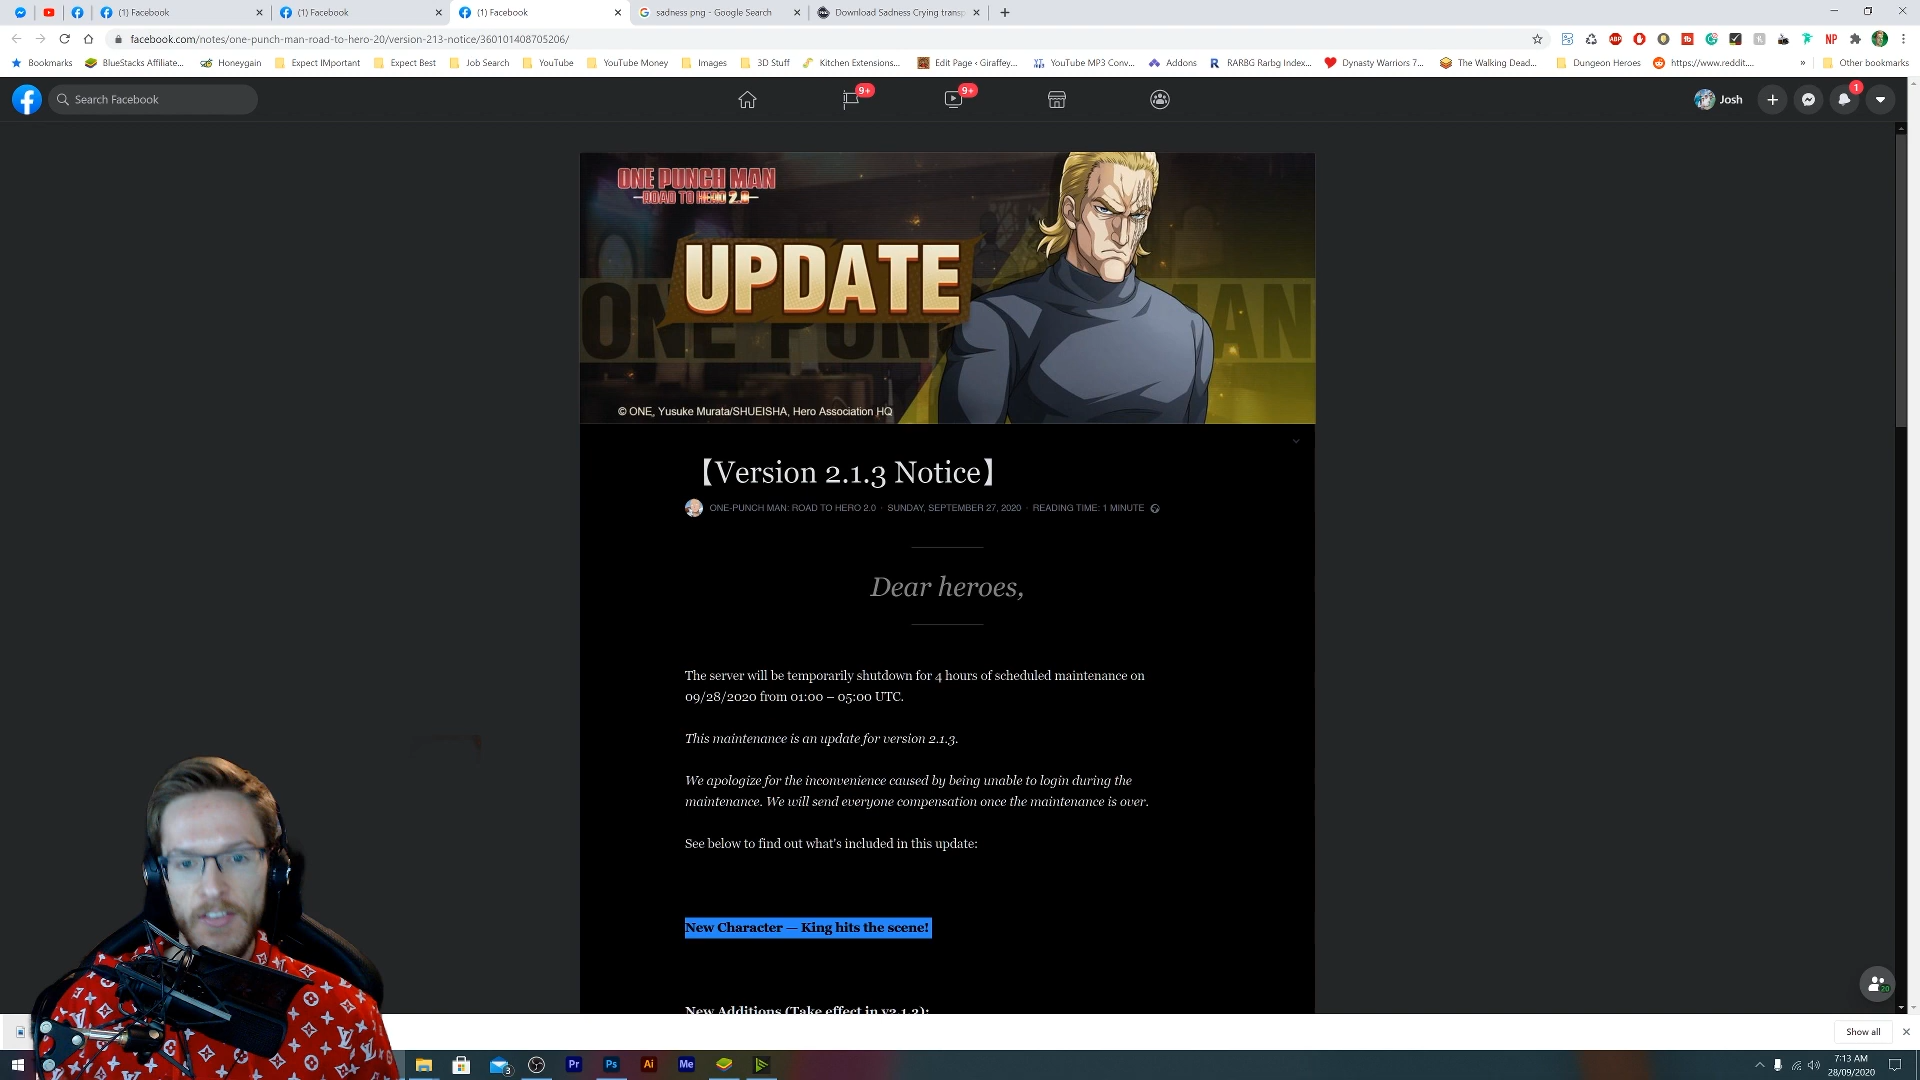 (1) Facebook
(1) Facebook
(1) Facebook
sadness png - Google Search
Download Sadness Crying transp
facebook.com/notes/one-punch-man-road-to-hero-20/version-213-notice/360101408705206/
Bookmarks
BlueStacks Affiliate...
Honeygain
Expect IMportant
Expect Best
Job Search
YouTube
YouTube Money
Images
3D Stuff
Kitchen Extensions...
Edit Page ‹ Giraffey...
YouTube MP3 Conv...
Addons
RARBG Rarbg Index...
Dynasty Warriors 7...
The Walking Dead...
Dungeon Heroes
https://www.reddit....
»
Other bookmarks
Search Facebook
9+
9+
Josh
1
ONE PUNCH MAN
ROAD TO HERO 2.0
UPDATE
© ONE, Yusuke Murata/SHUEISHA, Hero Association HQ
【Version 2.1.3 Notice】
ONE-PUNCH MAN: ROAD TO HERO 2.0 · SUNDAY, SEPTEMBER 27, 2020 · READING TIME: 1 MINUTE
Dear heroes,
The server will be temporarily shutdown for 4 hours of scheduled maintenance on
09/28/2020 from 01:00 – 05:00 UTC.
This maintenance is an update for version 2.1.3.
We apologize for the inconvenience caused by being unable to login during the
maintenance. We will send everyone compensation once the maintenance is over.
See below to find out what's included in this update:
New Character — King hits the scene!
New Additions (Take effect in v2.1.3):
20
Show all
3
Pr
Ps
Ai
Me
7:13 AM
28/09/2020